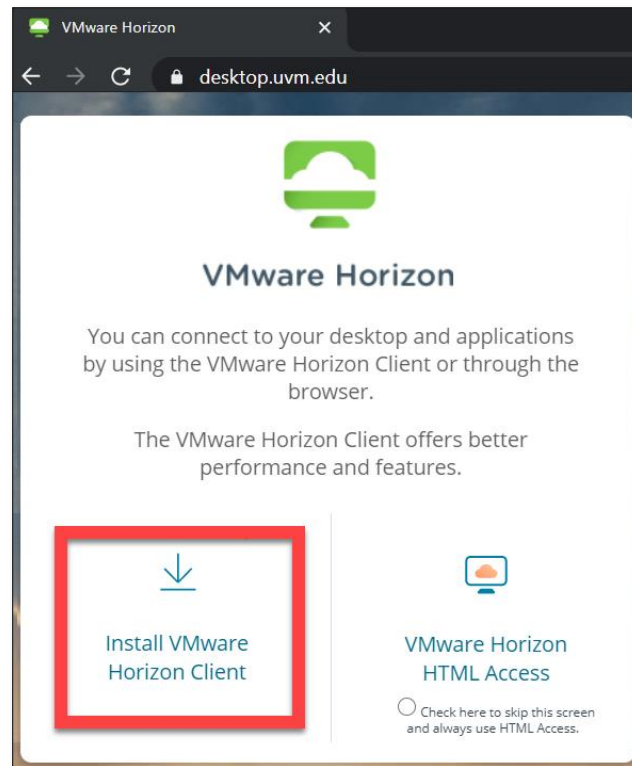 VMware Horizon
desktop.uvm.edu
VMware Horizon
You can connect to your desktop and applications
by using the VMware Horizon Client or through the
browser.
The VMware Horizon Client offers better
performance and features.
Install VMware
Horizon Client
VMware Horizon
HTML Access
Check here to skip this screen
and always use HTML Access.